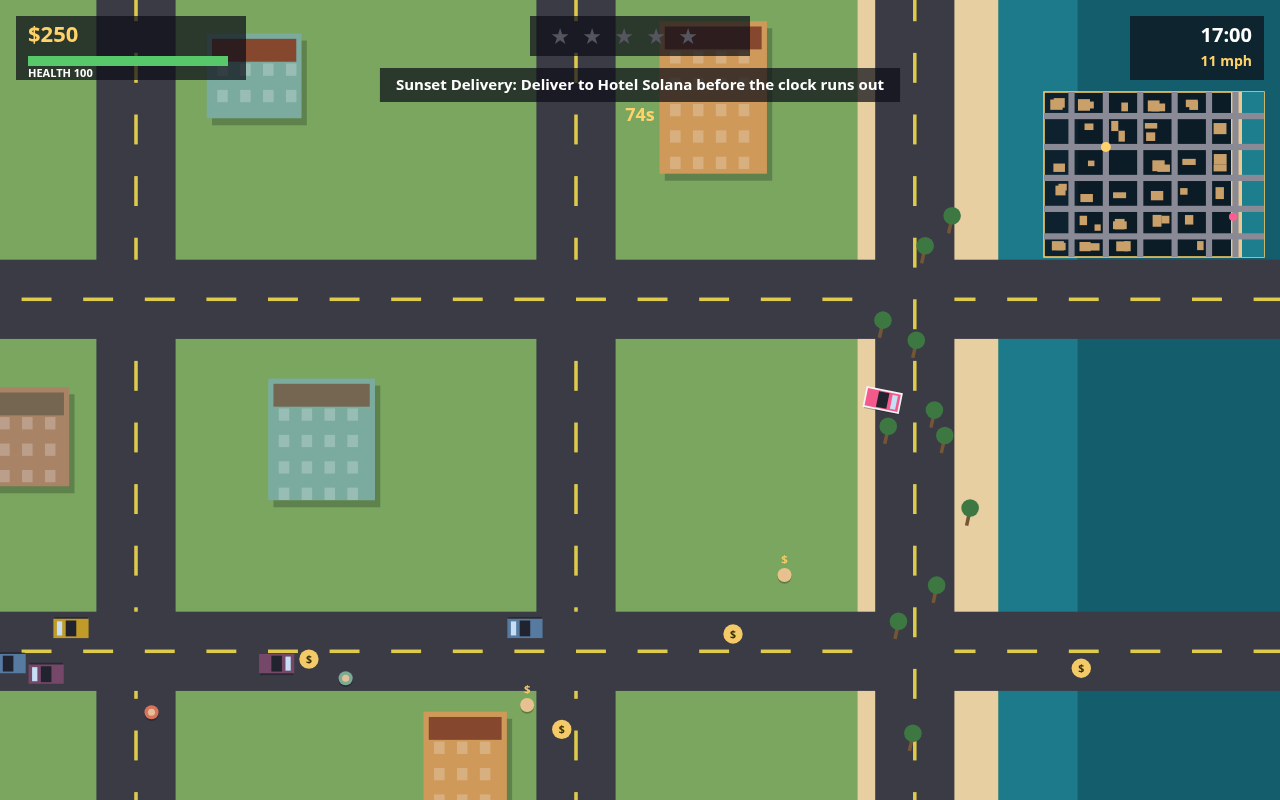 $250
HEALTH 100
Sunset Delivery: Deliver to Hotel Solana before the clock runs out
74s
17:00
11 mph
$
$
$
$
$
$
$